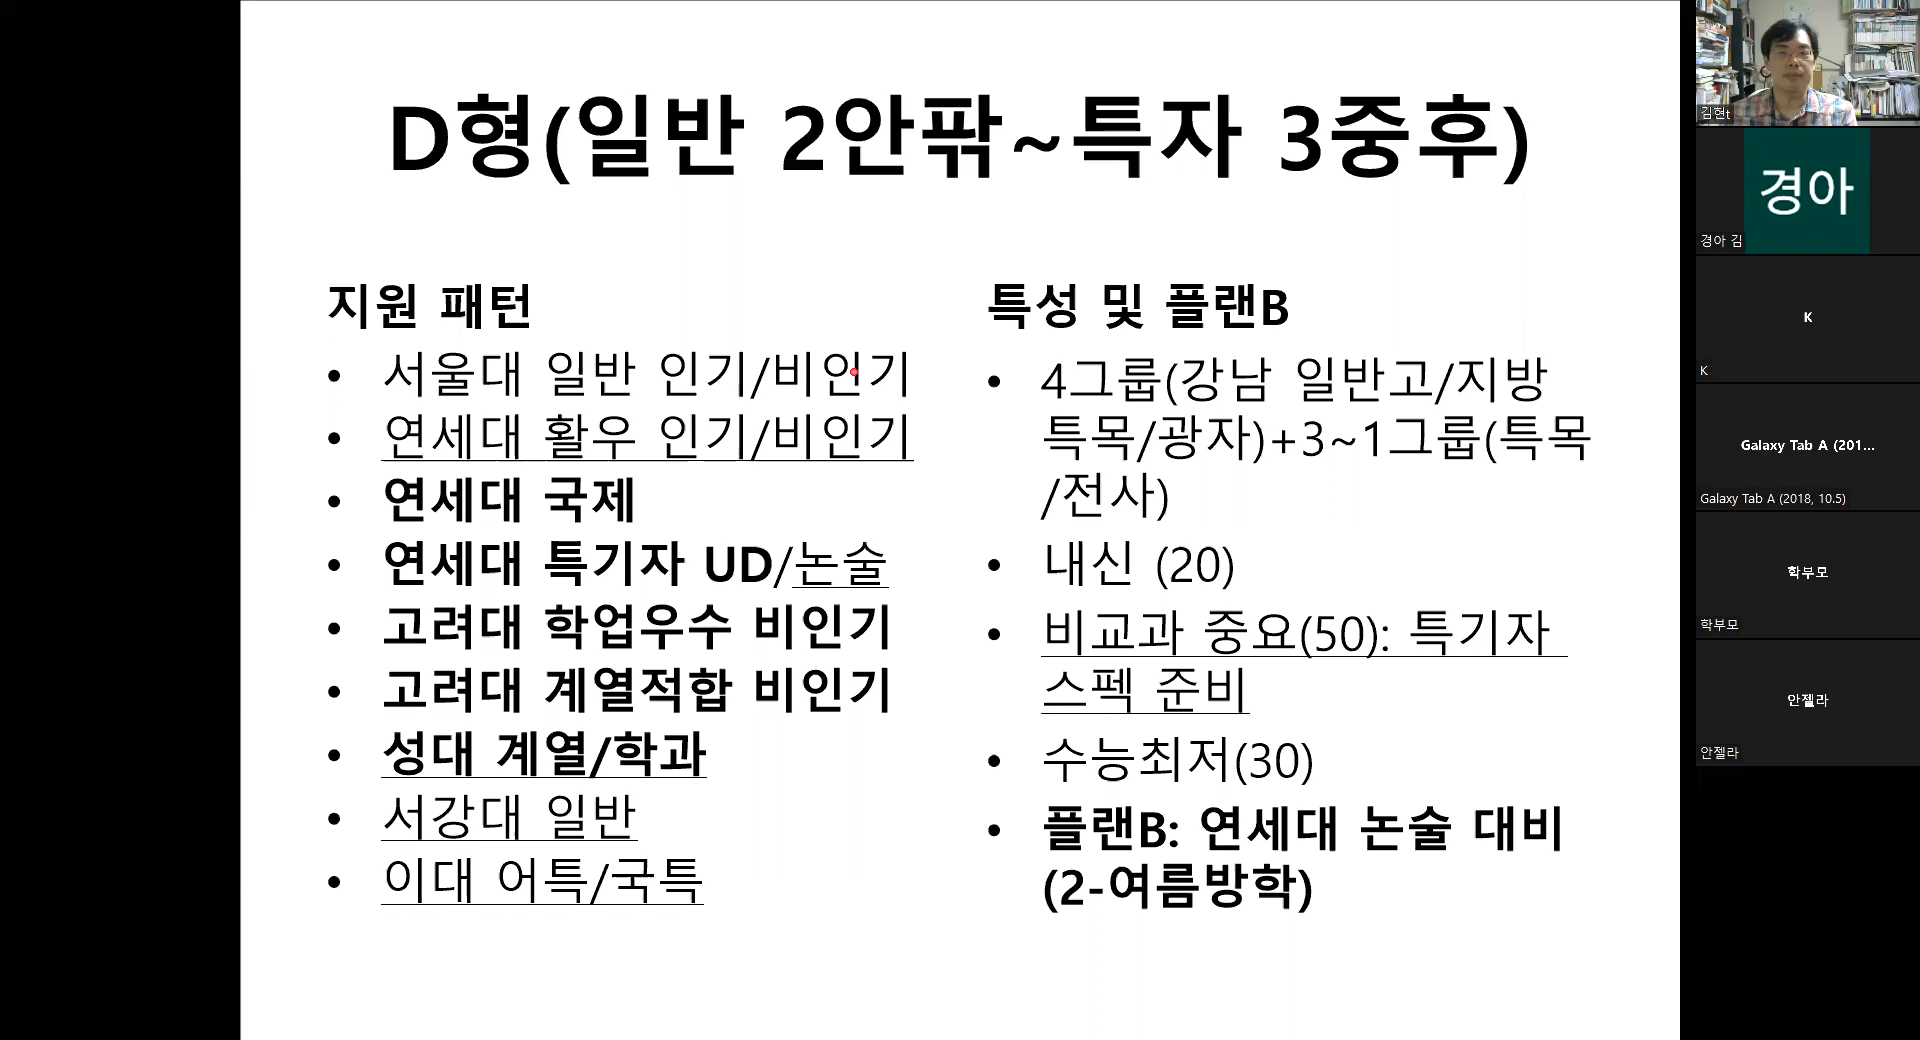 D형(일반 2안팎~특자 3중후)
지원 패턴
• 서울대 일반 인기/비인기
• 연세대 활우 인기/비인기
• 연세대 국제
• 연세대 특기자 UD/논술
• 고려대 학업우수 비인기
• 고려대 계열적합 비인기
• 성대 계열/학과
• 서강대 일반
• 이대 어특/국특
특성 및 플랜B
• 4그룹(강남 일반고/지방
특목/광자)+3~1그룹(특목
/전사)
• 내신 (20)
• 비교과 중요(50): 특기자
스펙 준비
• 수능최저(30)
• 플랜B: 연세대 논술 대비
(2-여름방학)
김현t
경아
경아 김
K
K
Galaxy Tab A (201...
Galaxy Tab A (2018, 10.5)
학부모
학부모
안젤라
안젤라